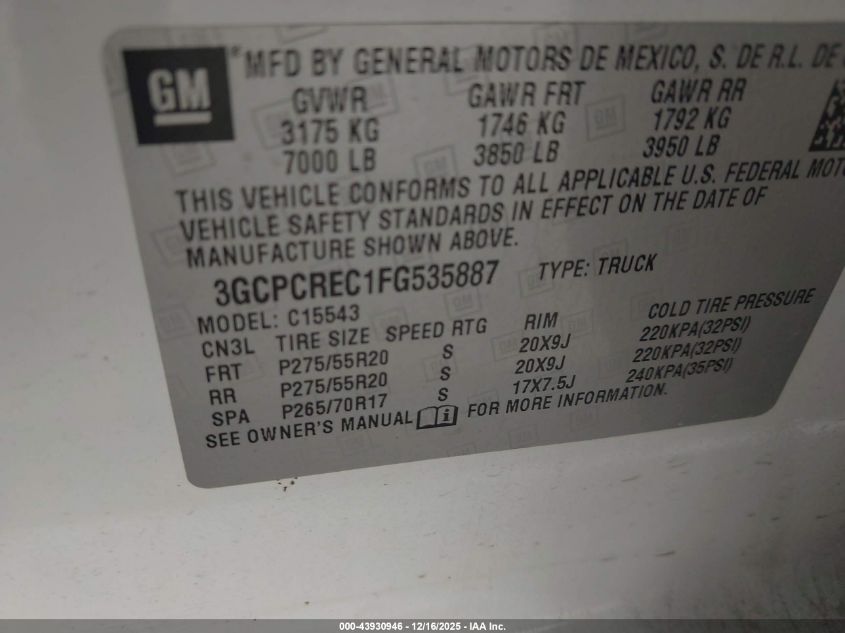 GM
MFD BY GENERAL MOTORS DE MEXICO, S. DE R.L. DE
GVWR GAWR FRT GAWR RR
3175 KG 1746 KG 1792 KG
7000 LB 3850 LB 3950 LB
THIS VEHICLE CONFORMS TO ALL APPLICABLE U.S. FEDERAL
VEHICLE SAFETY STANDARDS IN EFFECT ON THE DATE OF
MANUFACTURE SHOWN ABOVE.
3GCPCREC1FG535887 TYPE: TRUCK
MODEL: C15543
CN3L TIRE SIZE SPEED RTG RIM COLD TIRE PRESSURE
FRT P275/55R20 S 20X9J 220KPA(32PSI)
RR P275/55R20 S 20X9J 220KPA(32PSI)
SPA P265/70R17 S 17X7.5J 240KPA(35PSI)
SEE OWNER'S MANUAL FOR MORE INFORMATION.
000-43930946 - 12/16/2025 - IAA Inc.